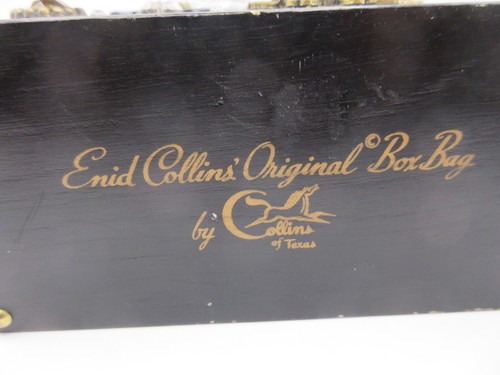 Enid Collins' Original © Box Bag
by Collins
of Texas